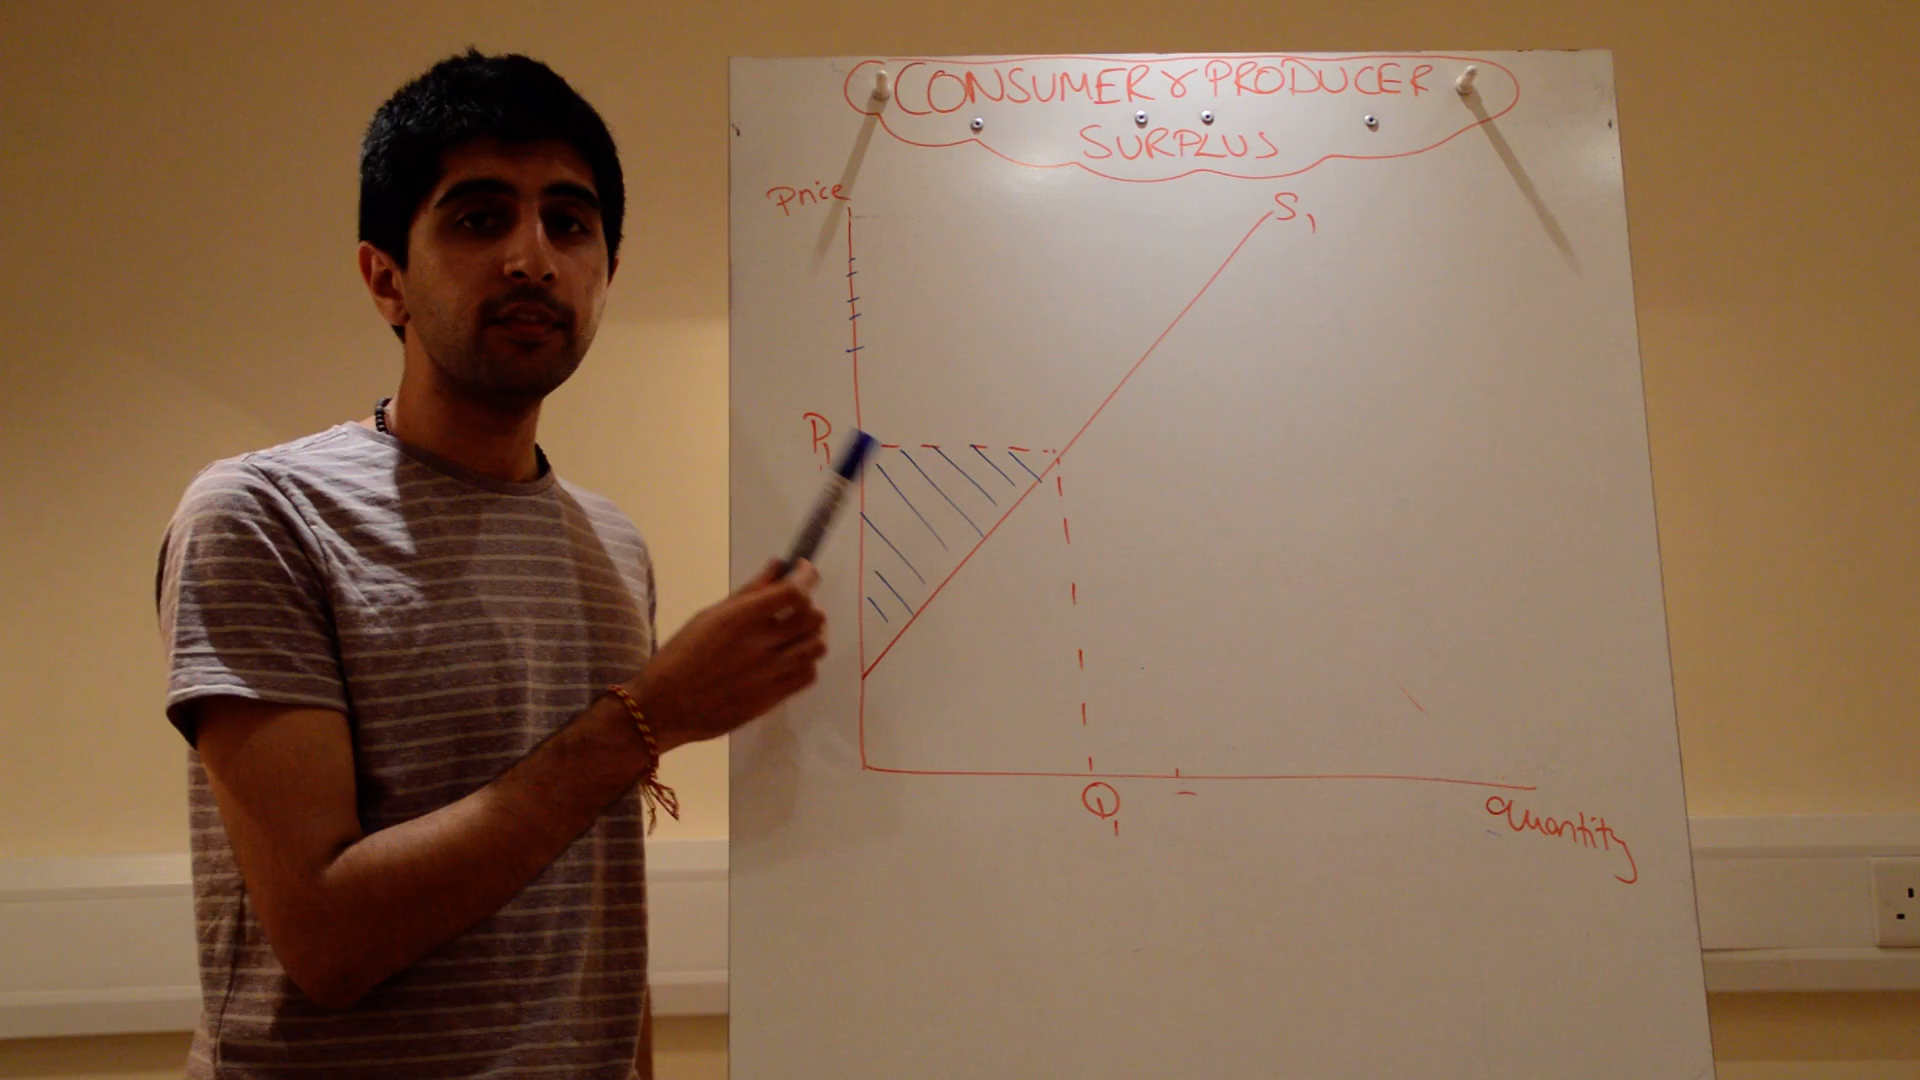 CONSUMER & PRODUCER
SURPLUS
Price
S1
P1
Q1
Quantity